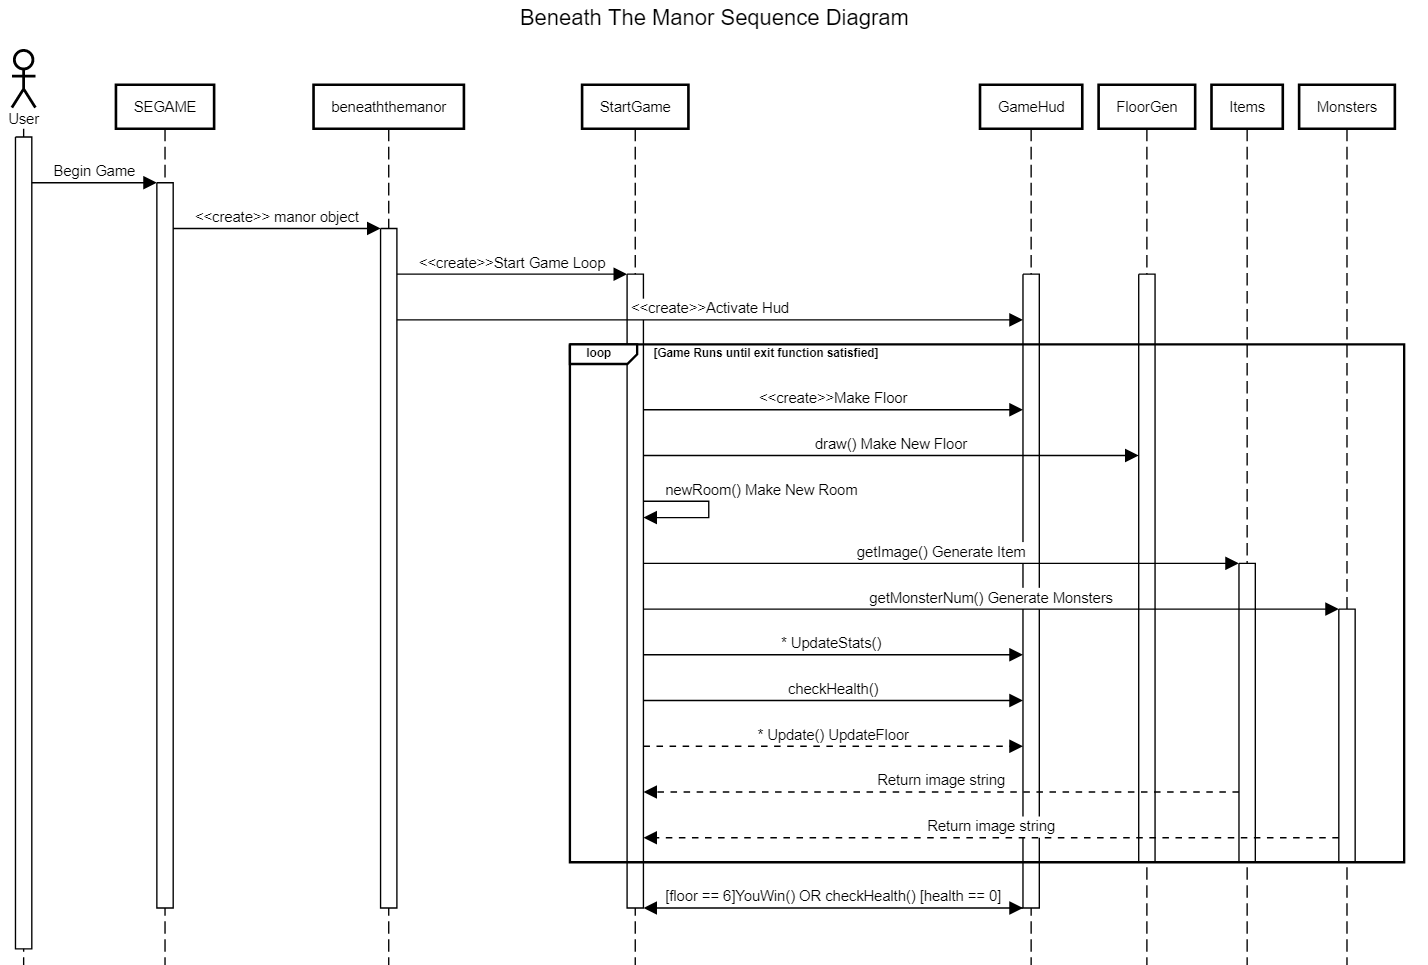 Beneath The Manor Sequence Diagram
User
SEGAME
beneaththemanor
StartGame
GameHud
FloorGen
Items
Monsters
Begin Game
<<create>> manor object
<<create>>Start Game Loop
<<create>>Activate Hud
loop
[Game Runs until exit function satisfied]
<<create>>Make Floor
draw() Make New Floor
newRoom() Make New Room
getImage() Generate Item
getMonsterNum() Generate Monsters
* UpdateStats()
checkHealth()
* Update() UpdateFloor
Return image string
Return image string
[floor == 6]YouWin() OR checkHealth() [health == 0]